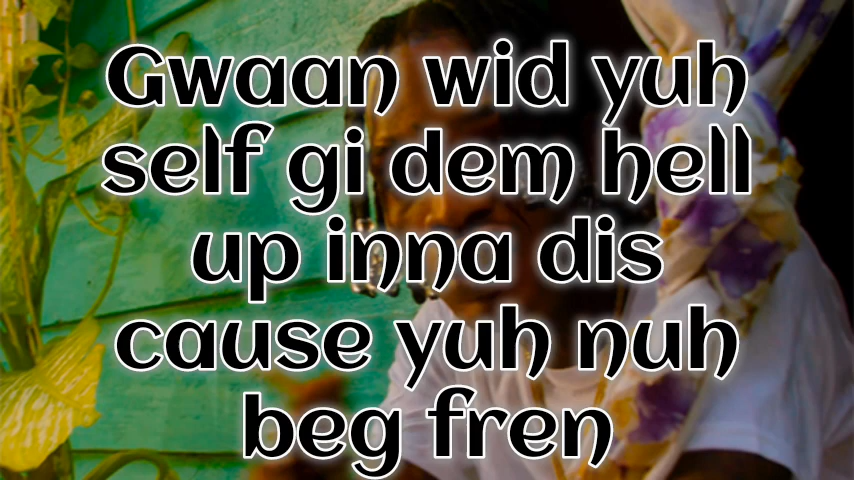 Gwaan wid yuh
self gi dem hell
up inna dis
cause yuh nuh
beg fren